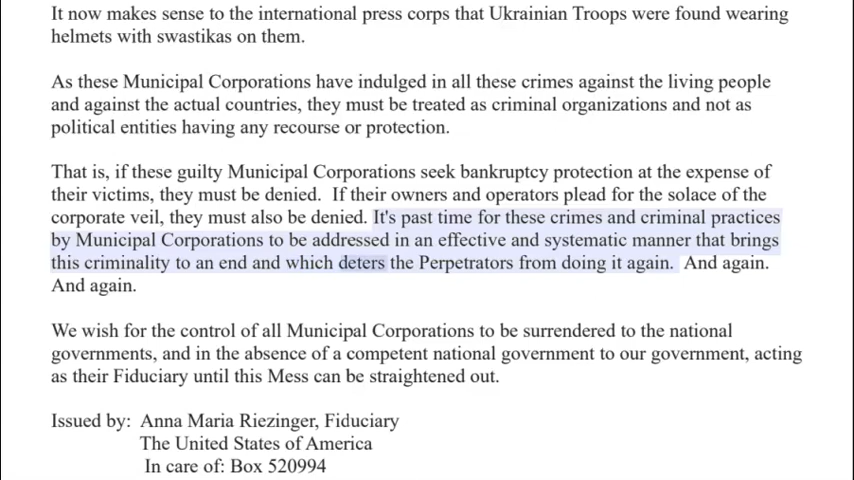 It now makes sense to the international press corps that Ukrainian Troops were found wearing
helmets with swastikas on them.
As these Municipal Corporations have indulged in all these crimes against the living people
and against the actual countries, they must be treated as criminal organizations and not as
political entities having any recourse or protection.
That is, if these guilty Municipal Corporations seek bankruptcy protection at the expense of
their victims, they must be denied.  If their owners and operators plead for the solace of the
corporate veil, they must also be denied. It's past time for these crimes and criminal practices
by Municipal Corporations to be addressed in an effective and systematic manner that brings
this criminality to an end and which deters the Perpetrators from doing it again.  And again.
And again.
We wish for the control of all Municipal Corporations to be surrendered to the national
governments, and in the absence of a competent national government to our government, acting
as their Fiduciary until this Mess can be straightened out.
Issued by:  Anna Maria Riezinger, Fiduciary
The United States of America
In care of: Box 520994